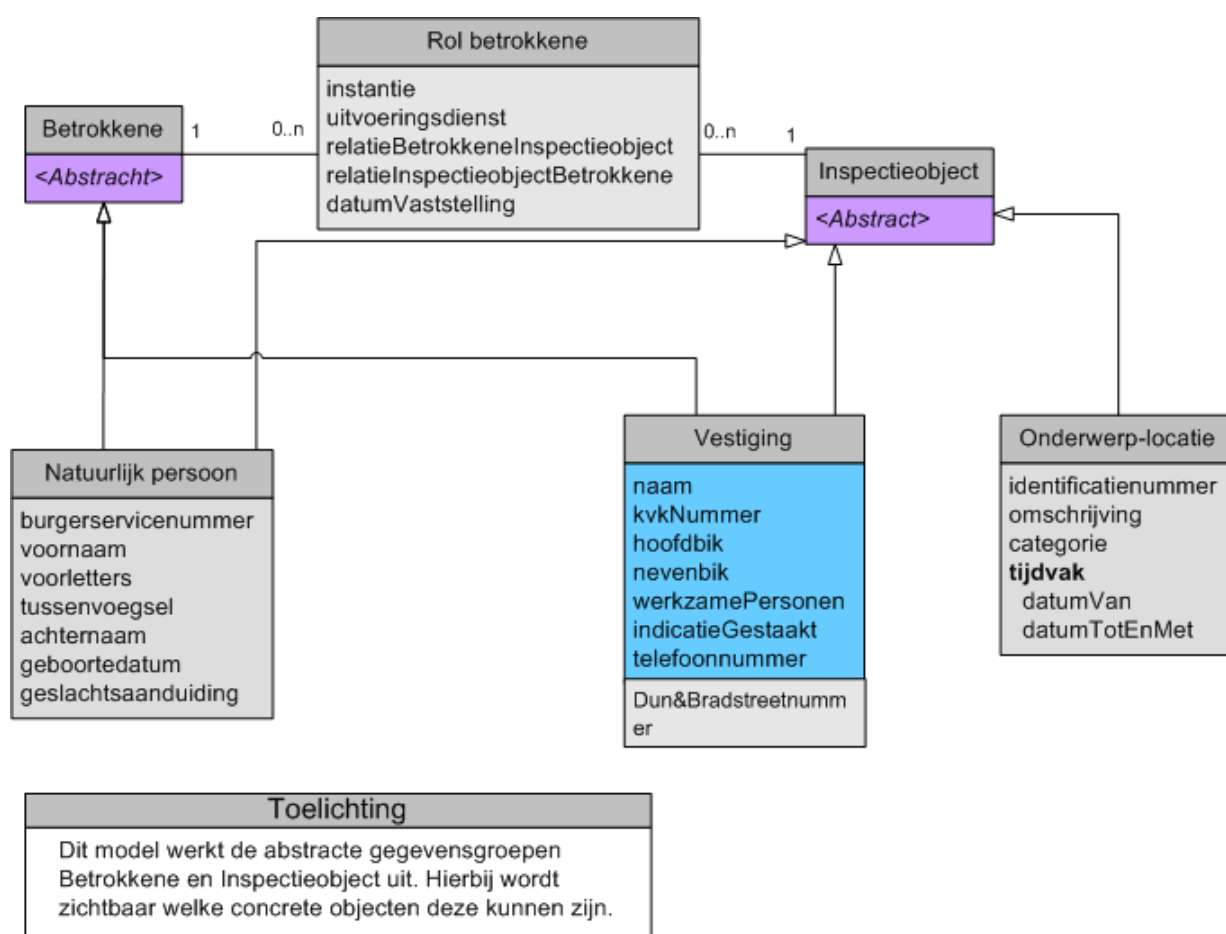 Rol betrokkene
instantie
uitvoeringsdienst
relatieBetrokkeneInspectieobject
relatieInspectieobjectBetrokkene
datumVaststelling
Betrokkene
<Abstracht>
1
0..n
0..n
1
Inspectieobject
<Abstract>
Natuurlijk persoon
burgerservicenummer
voornaam
voorletters
tussenvoegsel
achternaam
geboortedatum
geslachtsaanduiding
Vestiging
naam
kvkNummer
hoofdbik
nevenbik
werkzamePersonen
indicatieGestaakt
telefoonnummer
Dun&Bradstreetnumm
er
Onderwerp-locatie
identificatienummer
omschrijving
categorie
tijdvak
datumVan
datumTotEnMet
Toelichting
Dit model werkt de abstracte gegevensgroepen
Betrokkene en Inspectieobject uit. Hierbij wordt
zichtbaar welke concrete objecten deze kunnen zijn.